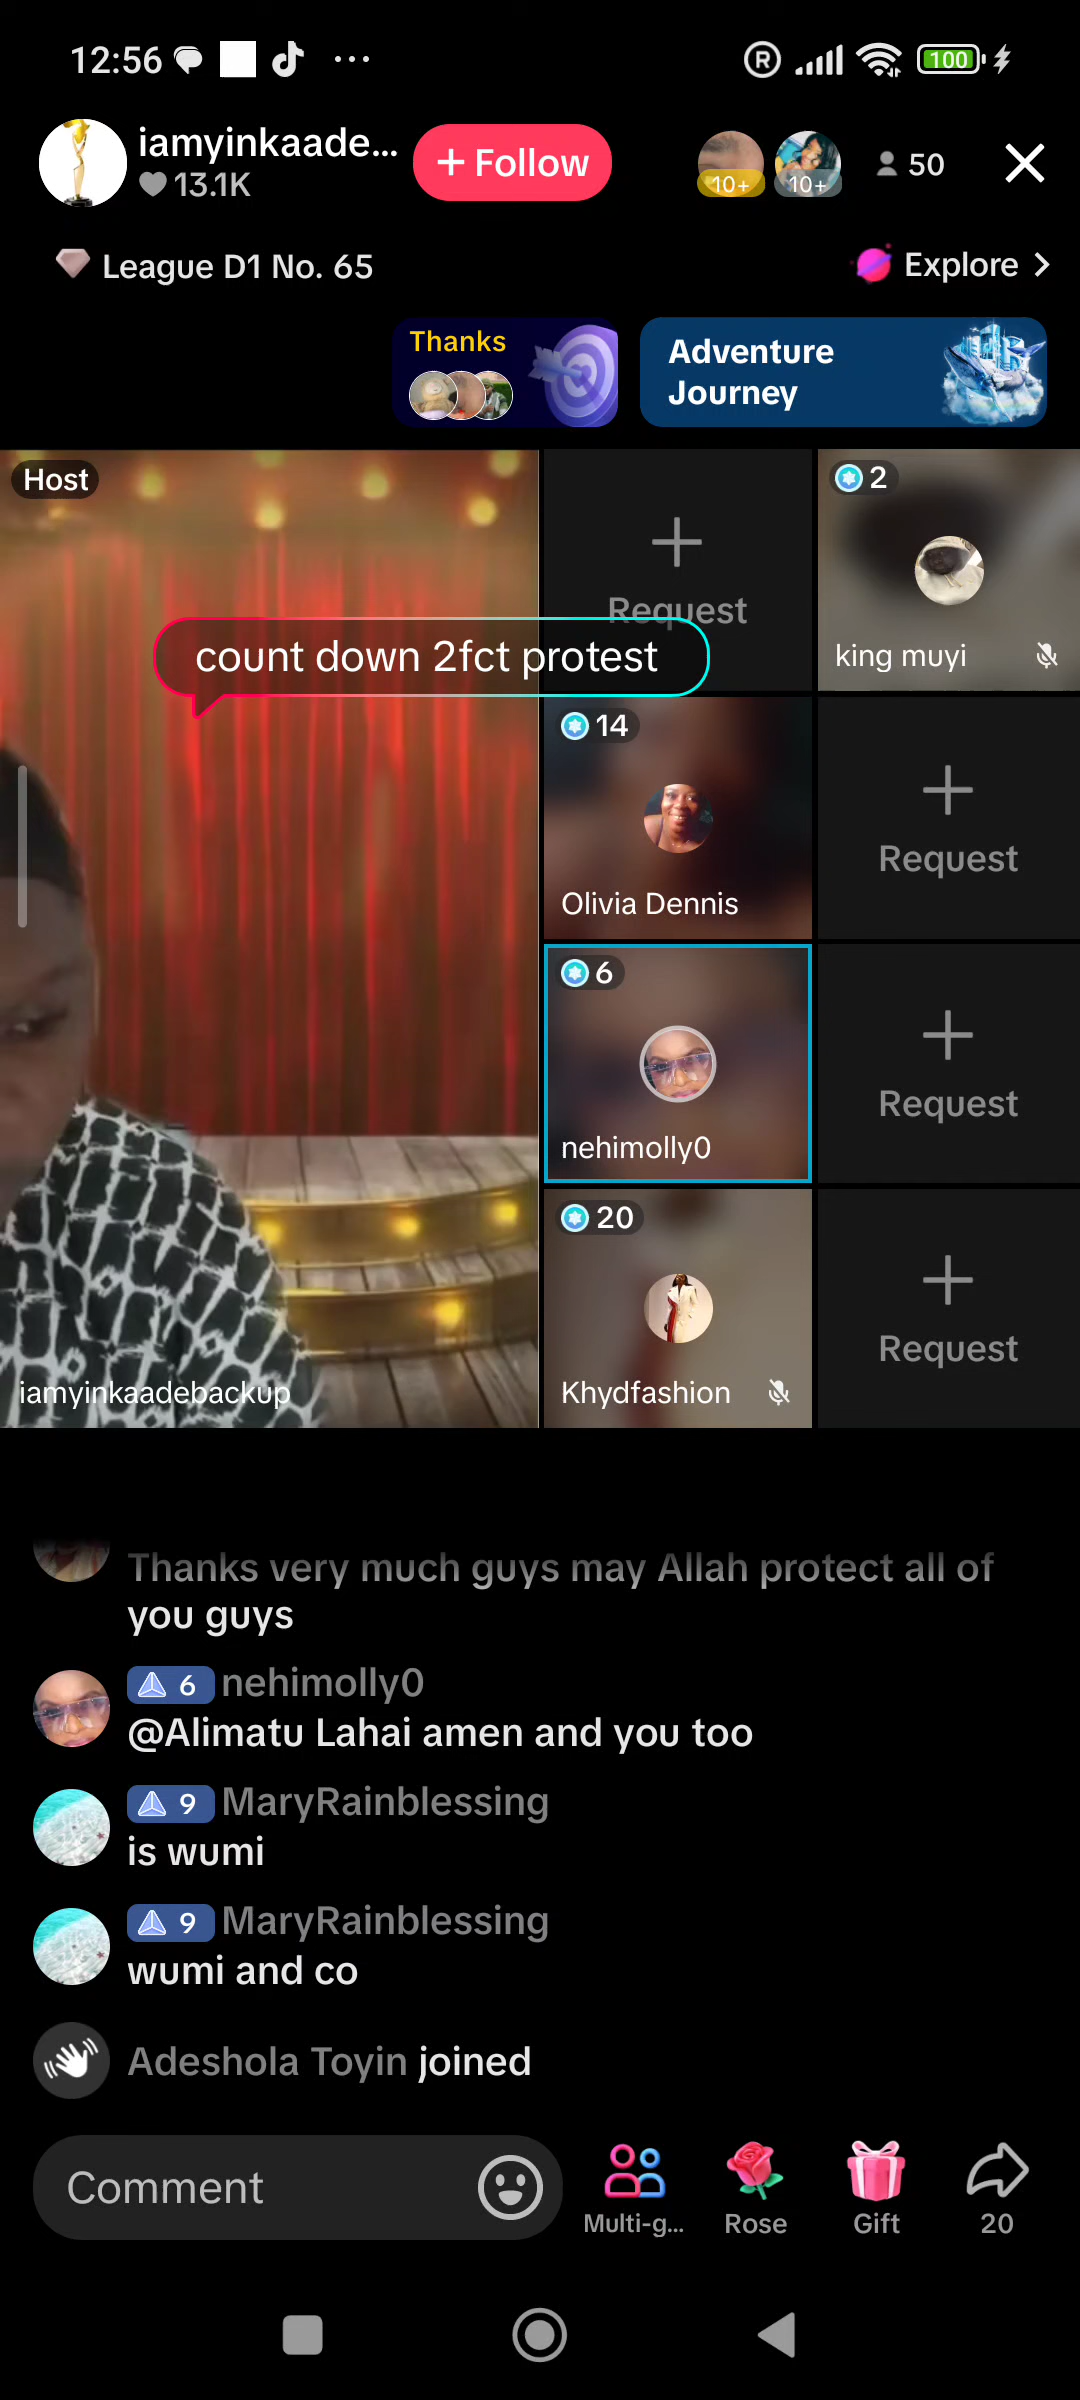 12:56
R
100
iamyinkaade...
13.1K
+ Follow
10+
10+
50
League D1 No. 65
Explore
Thanks
Adventure
Journey
Host
Request
2
king muyi
count down 2fct protest
14
Olivia Dennis
Request
6
nehimolly0
Request
20
Khydfashion
Request
iamyinkaadebackup
Thanks very much guys may Allah protect all of
you guys
6 nehimolly0
@Alimatu Lahai amen and you too
9 MaryRainblessing
is wumi
9 MaryRainblessing
wumi and co
Adeshola Toyin joined
Comment
Multi-g...
Rose
Gift
20